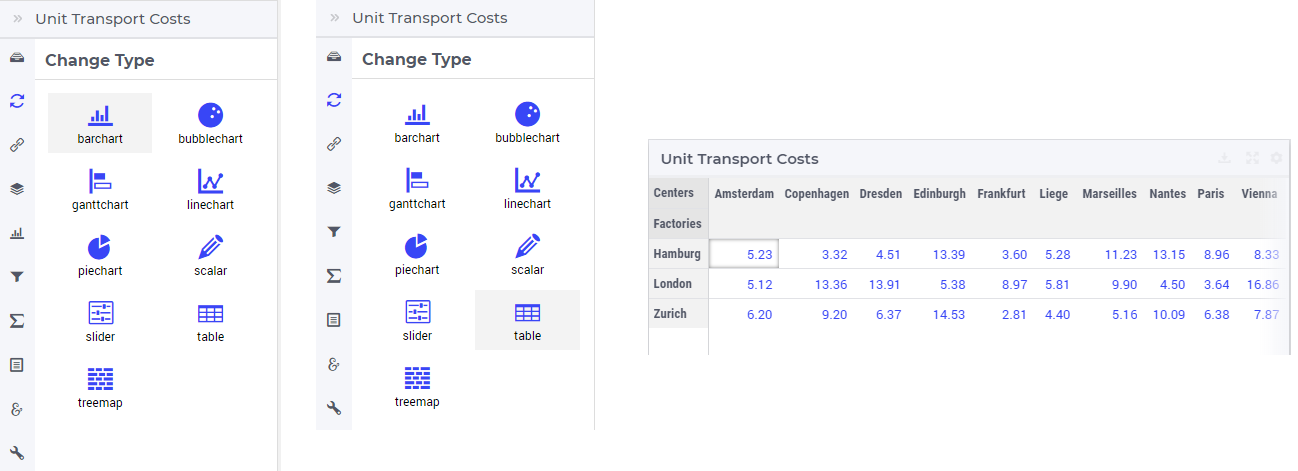 Unit Transport Costs
Change Type
barchart bubblechart
ganttchart linechart
piechart scalar
slider table
treemap
Unit Transport Costs
Change Type
barchart bubblechart
ganttchart linechart
piechart scalar
slider table
treemap
Unit Transport Costs
Centers Amsterdam Copenhagen Dresden Edinburgh Frankfurt Liege Marseilles Nantes Paris Vienna
Factories
Hamburg 5.23 3.32 4.51 13.39 3.60 5.28 11.23 13.15 8.96 8.33
London 5.12 13.36 13.91 5.38 8.97 5.81 9.90 4.50 3.64 16.86
Zurich 6.20 9.20 6.37 14.53 2.81 4.40 5.16 10.09 6.38 7.87